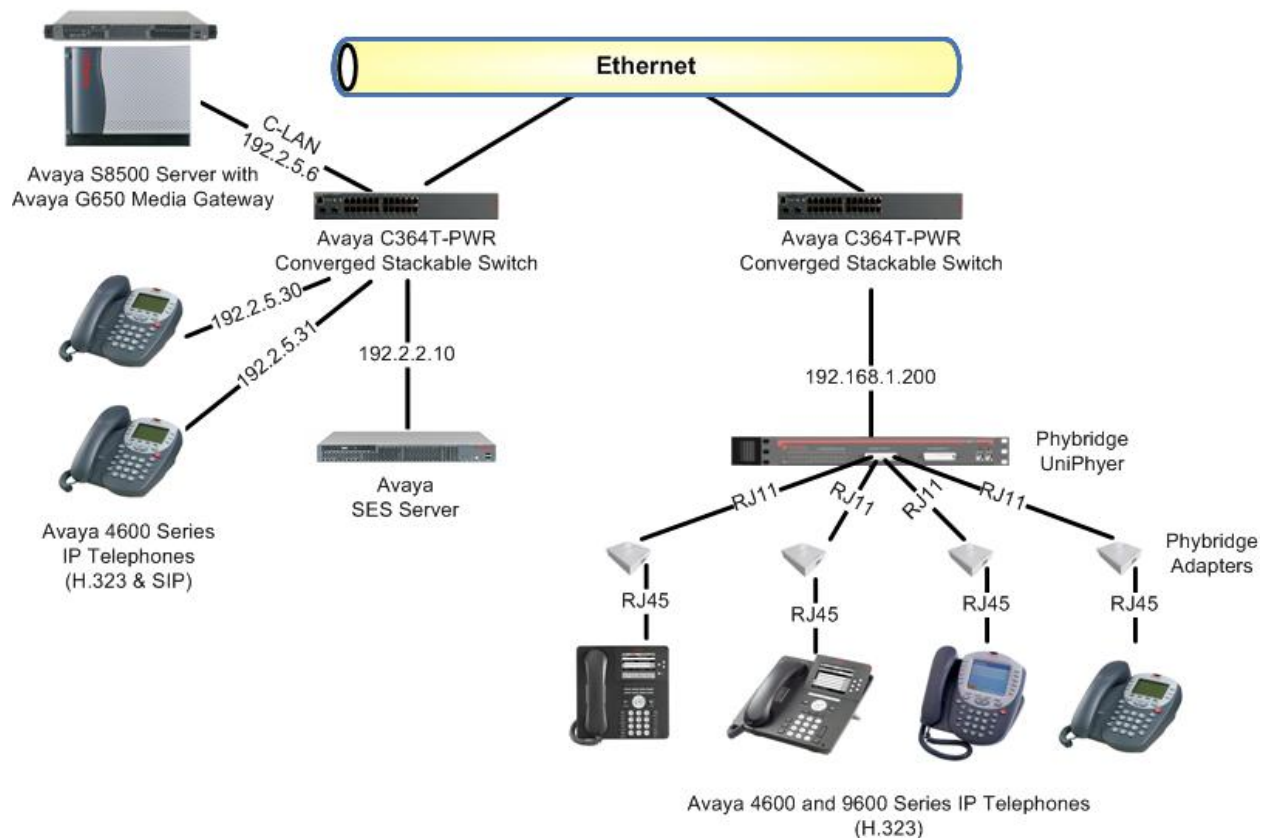 Ethernet
C-LAN
192.2.5.6
Avaya S8500 Server with
Avaya G650 Media Gateway
Avaya C364T-PWR
Converged Stackable Switch
Avaya C364T-PWR
Converged Stackable Switch
192.2.5.30
192.2.5.31
192.2.2.10
192.168.1.200
Avaya
SES Server
Phybridge
UniPhyer
Avaya 4600 Series
IP Telephones
(H.323 & SIP)
RJ11
RJ11
RJ11
RJ11
Phybridge
Adapters
RJ45
RJ45
RJ45
RJ45
Avaya 4600 and 9600 Series IP Telephones
(H.323)